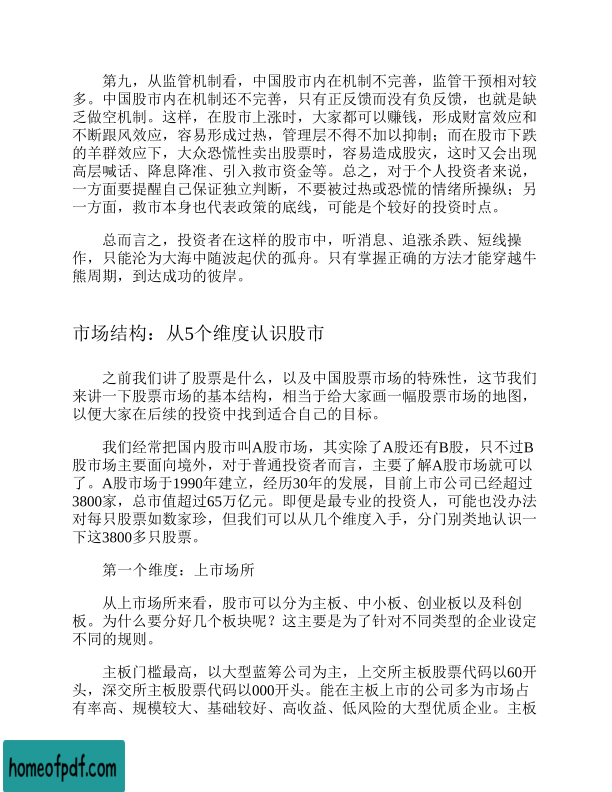 第九，从监管机制看，中国股市内在机制不完善，监管干预相对较
多。中国股市内在机制还不完善，只有正反馈而没有负反馈，也就是缺
乏做空机制。这样，在股市上涨时，大家都可以赚钱，形成财富效应和
不断跟风效应，容易形成过热，管理层不得不加以抑制；而在股市下跌
的羊群效应下，大众恐慌性卖出股票时，容易造成股灾，这时又会出现
高层喊话、降息降准、引入救市资金等。总之，对于个人投资者来说，
一方面要提醒自己保证独立判断，不要被过热或恐慌的情绪所操纵；另
一方面，救市本身也代表政策的底线，可能是个较好的投资时点。
总而言之，投资者在这样的股市中，听消息、追涨杀跌、短线操
作，只能沦为大海中随波起伏的孤舟。只有掌握正确的方法才能穿越牛
熊周期，到达成功的彼岸。
市场结构：从5个维度认识股市
之前我们讲了股票是什么，以及中国股票市场的特殊性，这节我们
来讲一下股票市场的基本结构，相当于给大家画一幅股票市场的地图，
以便大家在后续的投资中找到适合自己的目标。
我们经常把国内股市叫A股市场，其实除了A股还有B股，只不过B
股市场主要面向境外，对于普通投资者而言，主要了解A股市场就可以
了。A股市场于1990年建立，经历30年的发展，目前上市公司已经超过
3800家，总市值超过65万亿元。即便是最专业的投资人，可能也没办法
对每只股票如数家珍，但我们可以从几个维度入手，分门别类地认识一
下这3800多只股票。
第一个维度：上市场所
从上市场所来看，股市可以分为主板、中小板、创业板以及科创
板。为什么要分好几个板块呢？这主要是为了针对不同类型的企业设定
不同的规则。
主板门槛最高，以大型蓝筹公司为主，上交所主板股票代码以60开
头，深交所主板股票代码以000开头。能在主板上市的公司多为市场占
有率高、规模较大、基础较好、高收益、低风险的大型优质企业。主板
homeofpdf.com